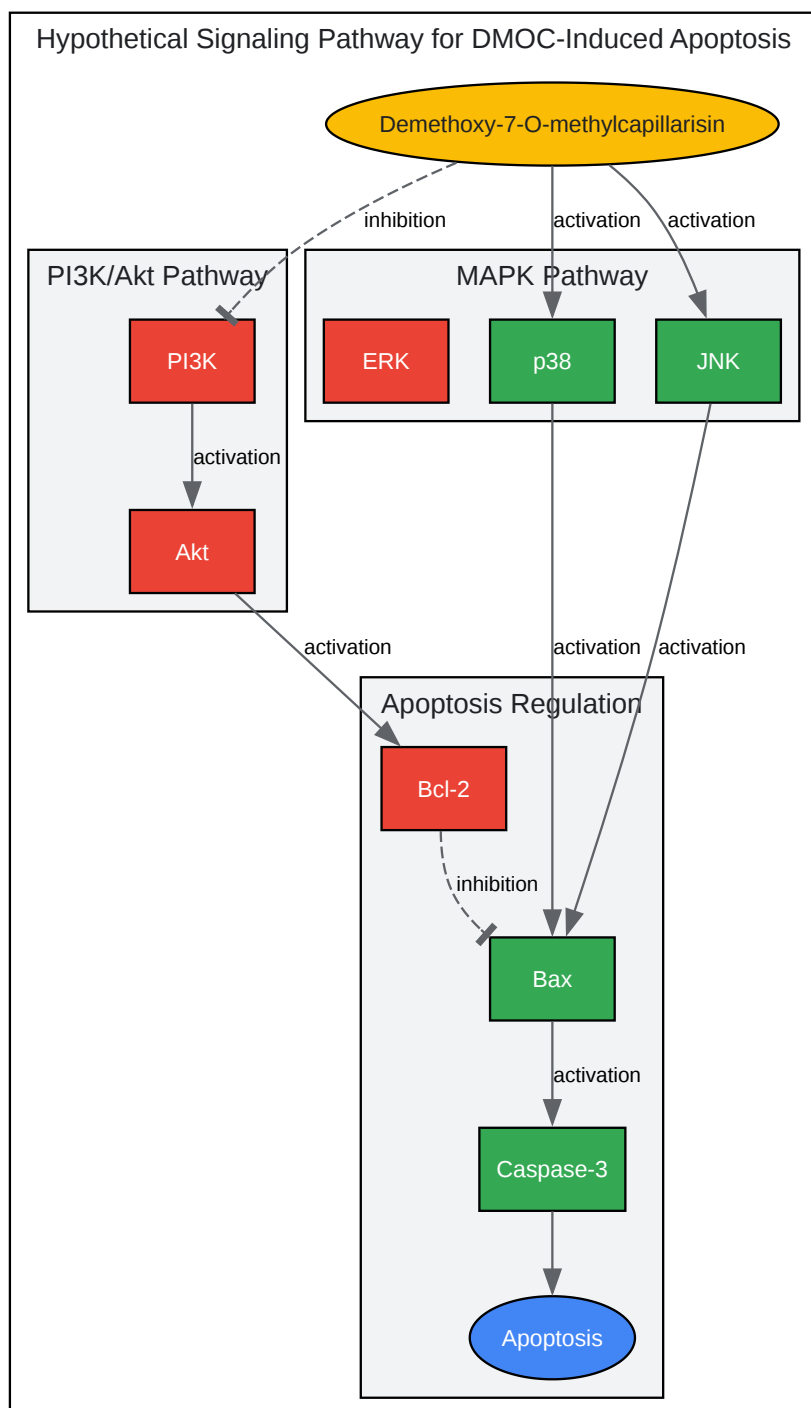 Hypothetical Signaling Pathway for DMOC-Induced Apoptosis
Demethoxy-7-O-methylcapillarisin
inhibition
activation
activation
PI3K/Akt Pathway
MAPK Pathway
PI3K
ERK
p38
JNK
activation
Akt
activation
activation
activation
Apoptosis Regulation
Bcl-2
inhibition
Bax
activation
Caspase-3
Apoptosis